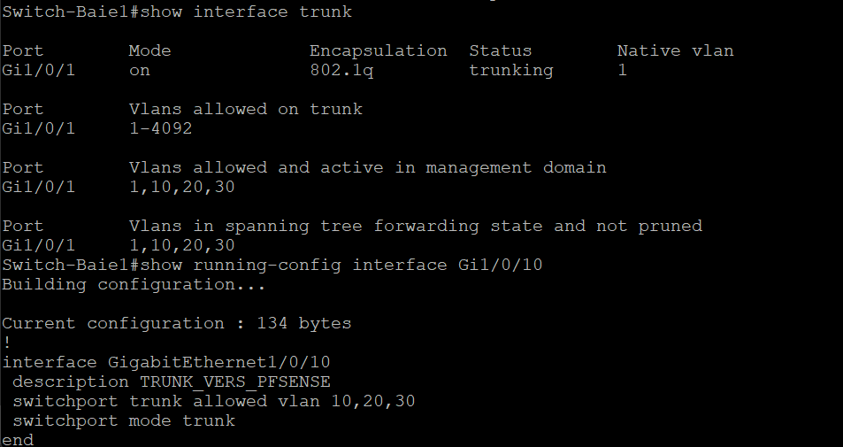 Switch-Baie1#show interface trunk
Port Mode Encapsulation Status Native vlan
Gi1/0/1 on 802.1q trunking 1
Port Vlans allowed on trunk
Gi1/0/1 1-4092
Port Vlans allowed and active in management domain
Gi1/0/1 1,10,20,30
Port Vlans in spanning tree forwarding state and not pruned
Gi1/0/1 1,10,20,30
Switch-Baie1#show running-config interface Gi1/0/10
Building configuration...
Current configuration : 134 bytes
!
interface GigabitEthernet1/0/10
description TRUNK_VERS_PFSENSE
switchport trunk allowed vlan 10,20,30
switchport mode trunk
end